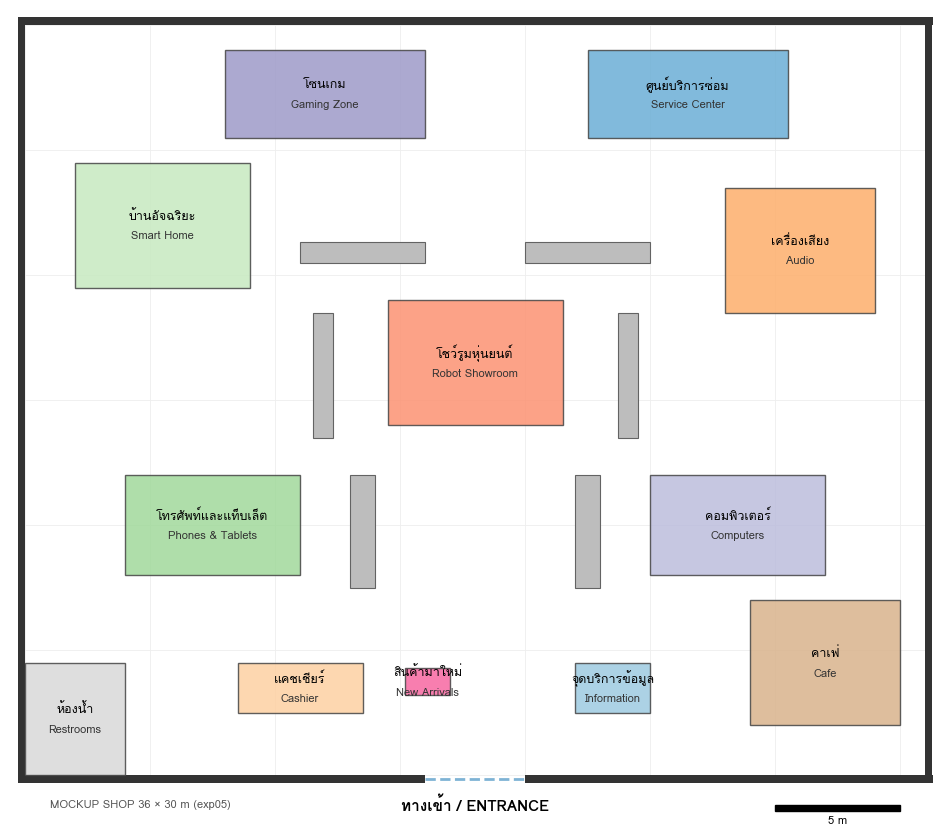 โซนเกม
Gaming Zone
ศูนย์บริการซ่อม
Service Center
บ้านอัจฉริยะ
Smart Home
เครื่องเสียง
Audio
โชว์รูมหุ่นยนต์
Robot Showroom
โทรศัพท์และแท็บเล็ต
Phones & Tablets
คอมพิวเตอร์
Computers
คาเฟ่
Cafe
แคชเชียร์
Cashier
สินค้ามาใหม่
New Arrivals
จุดบริการข้อมูล
Information
ห้องน้ำ
Restrooms
MOCKUP SHOP 36 × 30 m (exp05)
ทางเข้า / ENTRANCE
5 m